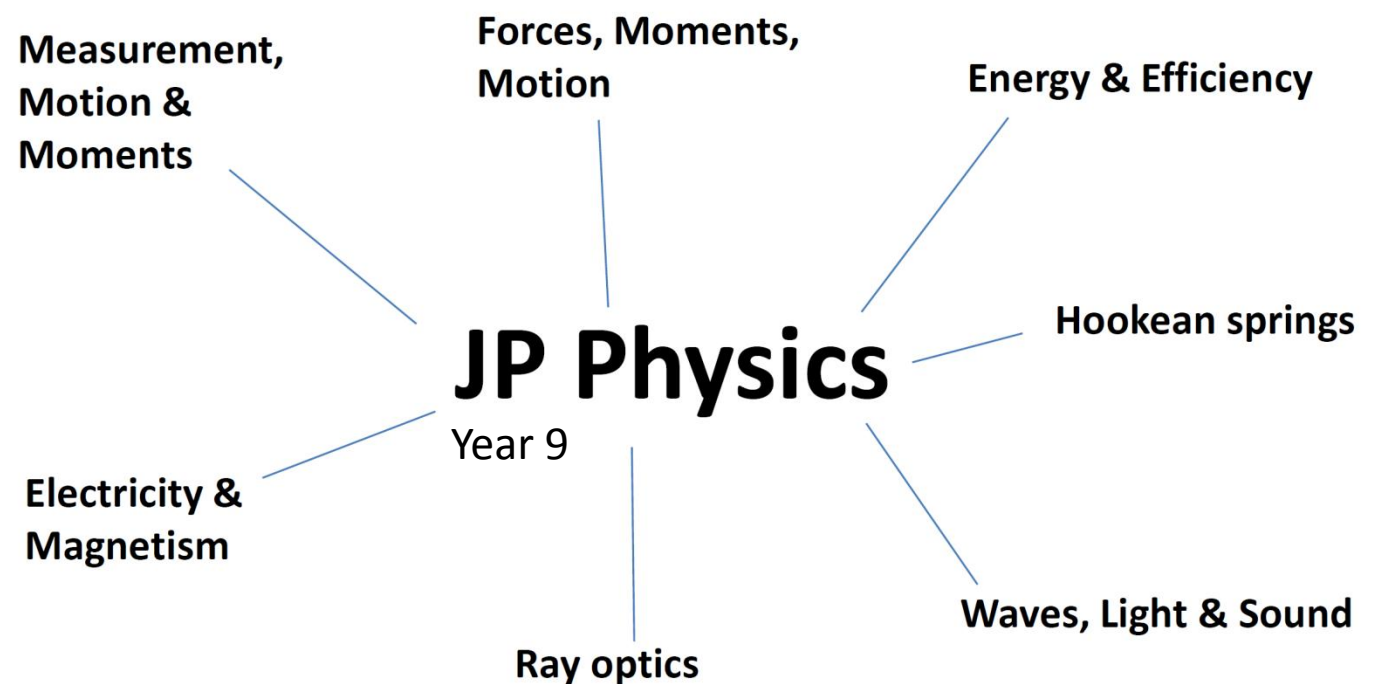 Forces, Moments,
Motion
Measurement,
Motion &
Moments
Energy & Efficiency
Hookean springs
JP Physics
Year 9
Electricity &
Magnetism
Waves, Light & Sound
Ray optics